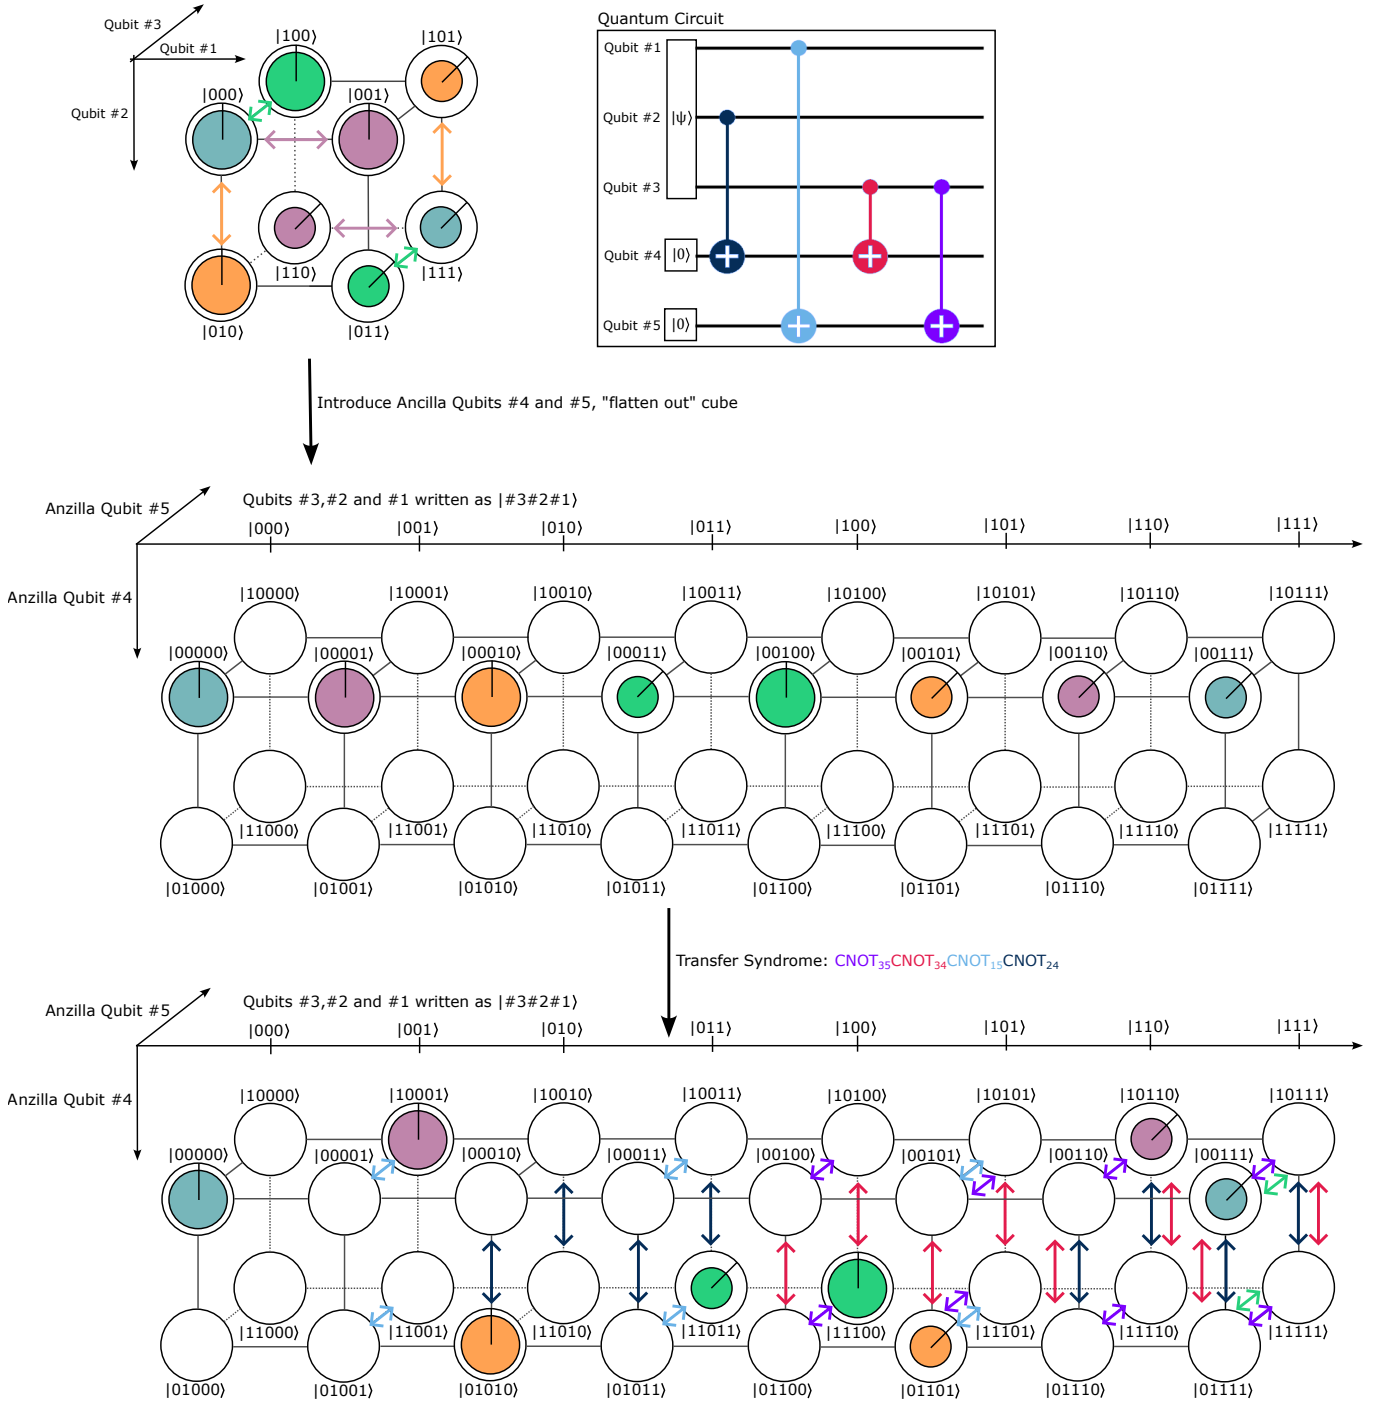 Qubit #3
Qubit #1
Qubit #2
|100⟩
|101⟩
|000⟩
|001⟩
|110⟩
|111⟩
|010⟩
|011⟩
Quantum Circuit
Qubit #1
Qubit #2
|ψ⟩
Qubit #3
Qubit #4
|0⟩
Qubit #5
|0⟩
Introduce Ancilla Qubits #4 and #5, "flatten out" cube
Anzilla Qubit #5
Qubits #3,#2 and #1 written as |#3#2#1⟩
|000⟩ |001⟩ |010⟩ |011⟩ |100⟩ |101⟩ |110⟩ |111⟩
Anzilla Qubit #4
|10000⟩ |10001⟩ |10010⟩ |10011⟩ |10100⟩ |10101⟩ |10110⟩ |10111⟩
|00000⟩ |00001⟩ |00010⟩ |00011⟩ |00100⟩ |00101⟩ |00110⟩ |00111⟩
|11000⟩ |11001⟩ |11010⟩ |11011⟩ |11100⟩ |11101⟩ |11110⟩ |11111⟩
|01000⟩ |01001⟩ |01010⟩ |01011⟩ |01100⟩ |01101⟩ |01110⟩ |01111⟩
Transfer Syndrome: CNOT35CNOT34CNOT15CNOT24
Anzilla Qubit #5
Qubits #3,#2 and #1 written as |#3#2#1⟩
|000⟩ |001⟩ |010⟩ |011⟩ |100⟩ |101⟩ |110⟩ |111⟩
Anzilla Qubit #4
|10000⟩ |10001⟩ |10010⟩ |10011⟩ |10100⟩ |10101⟩ |10110⟩ |10111⟩
|00000⟩ |00001⟩ |00010⟩ |00011⟩ |00100⟩ |00101⟩ |00110⟩ |00111⟩
|11000⟩ |11001⟩ |11010⟩ |11011⟩ |11100⟩ |11101⟩ |11110⟩ |11111⟩
|01000⟩ |01001⟩ |01010⟩ |01011⟩ |01100⟩ |01101⟩ |01110⟩ |01111⟩